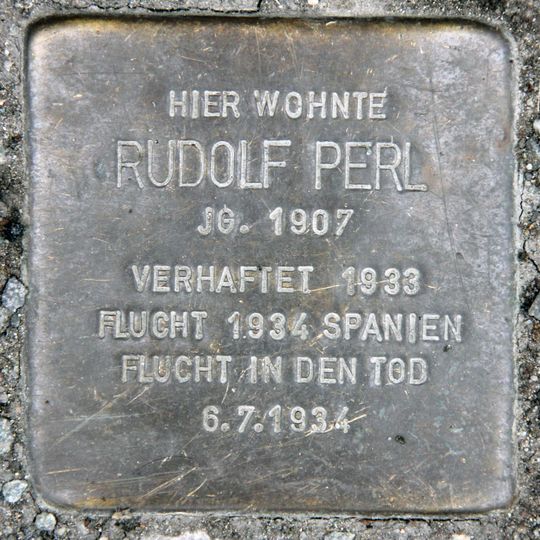 HIER WOHNTE
RUDOLF PERL
JG. 1907
VERHAFTET 1933
FLUCHT 1934 SPANIEN
FLUCHT IN DEN TOD
6.7.1934